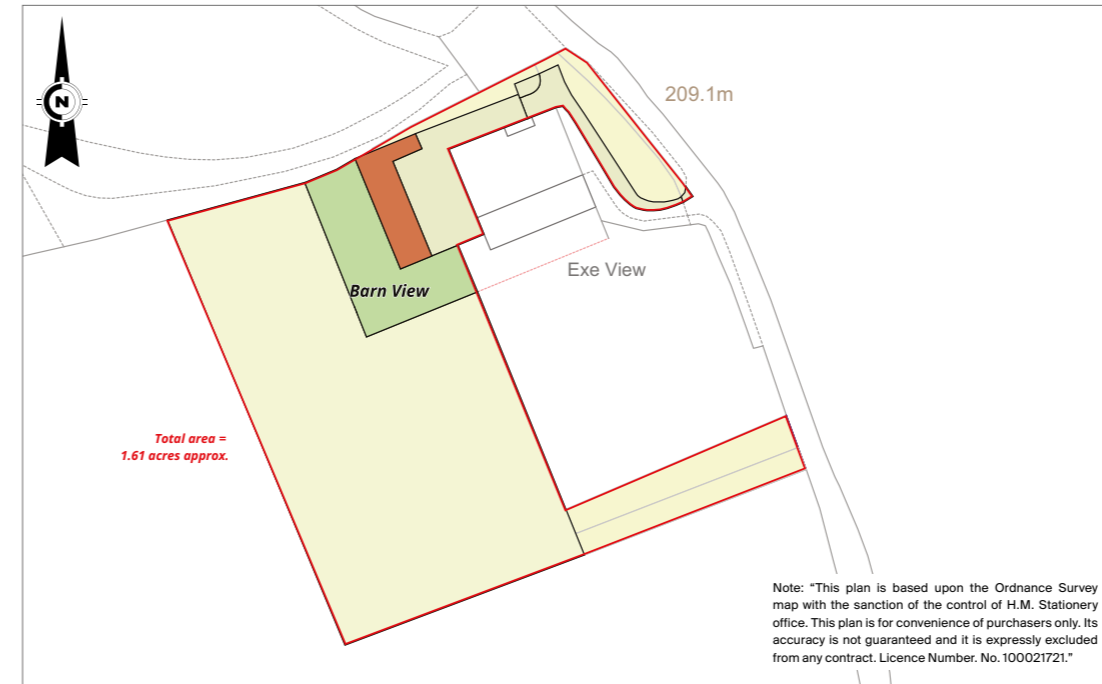 N
209.1m
Exe View
Barn View
Total area =
1.61 acres approx.
Note: “This plan is based upon the Ordnance Survey
map with the sanction of the control of H.M. Stationery
office. This plan is for convenience of purchasers only. Its
accuracy is not guaranteed and it is expressly excluded
from any contract. Licence Number. No. 100021721.”